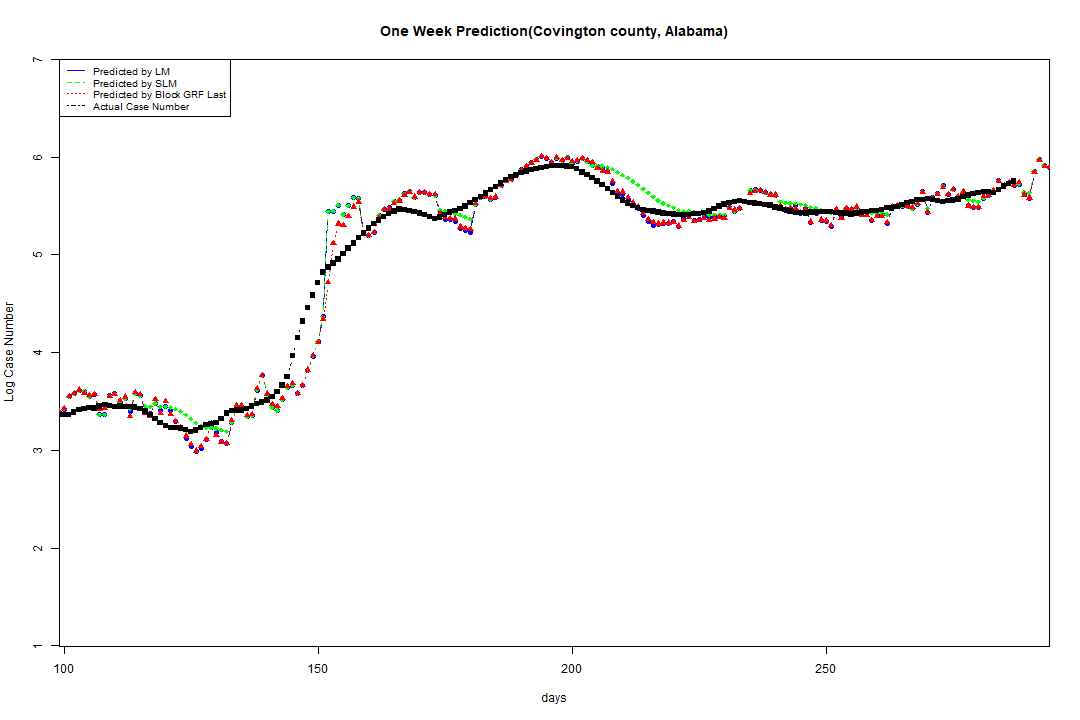 One Week Prediction(Covington county, Alabama)
Predicted by LM
Predicted by SLM
Predicted by Block GRF Last
Actual Case Number
7
6
5
4
3
2
1
Log Case Number
100 150 200 250
days